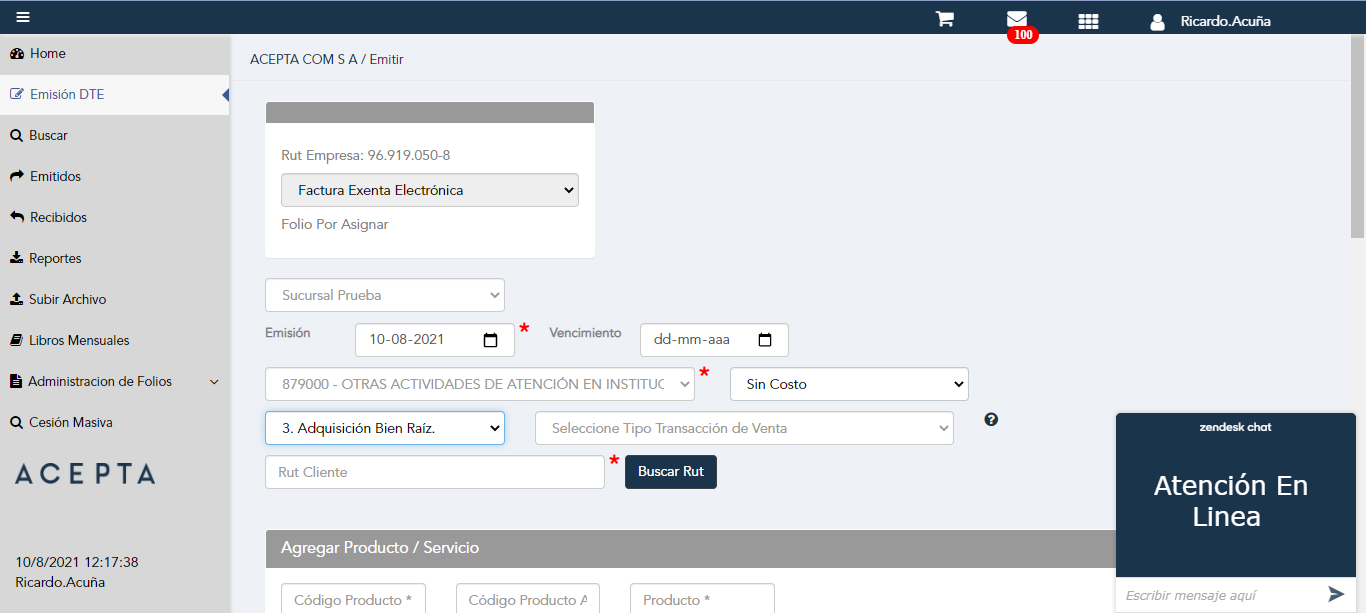 100
Ricardo.Acuña
Home
ACEPTA COM S A / Emitir
Emisión DTE
Buscar
Emitidos
Recibidos
Reportes
Subir Archivo
Libros Mensuales
Administracion de Folios
Cesión Masiva
ACEPTA
10/8/2021 12:17:38
Ricardo.Acuña
Rut Empresa: 96.919.050-8
Factura Exenta Electrónica
Folio Por Asignar
Sucursal Prueba
Emisión 10-08-2021 * Vencimiento dd-mm-aaa
879000 - OTRAS ACTIVIDADES DE ATENCIÓN EN INSTITUC * Sin Costo
3. Adquisición Bien Raíz. Seleccione Tipo Transacción de Venta
Rut Cliente * Buscar Rut
Agregar Producto / Servicio
Código Producto * Código Producto Producto *
zendesk chat
Atención En
Linea
Escribir mensaje aquí